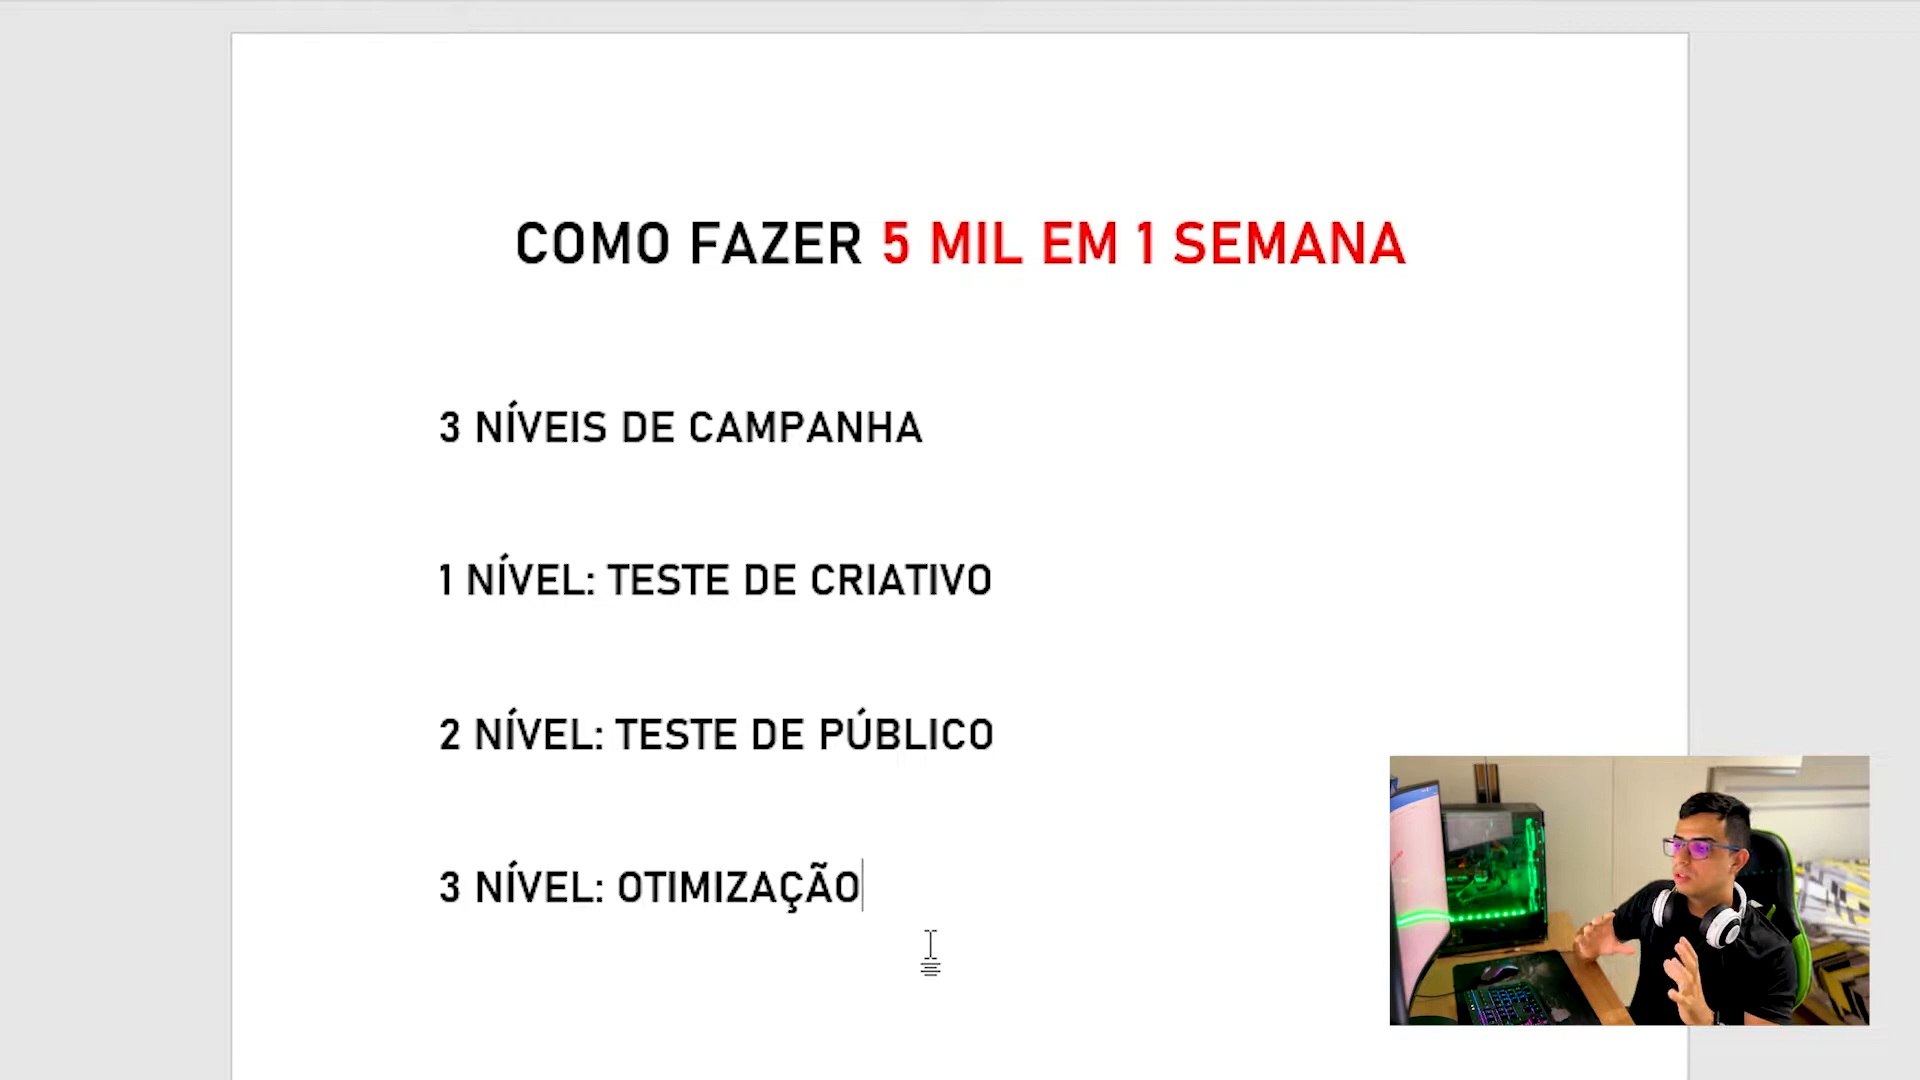 COMO FAZER 5 MIL EM 1 SEMANA
3 NÍVEIS DE CAMPANHA
1 NÍVEL: TESTE DE CRIATIVO
2 NÍVEL: TESTE DE PÚBLICO
3 NÍVEL: OTIMIZAÇÃO